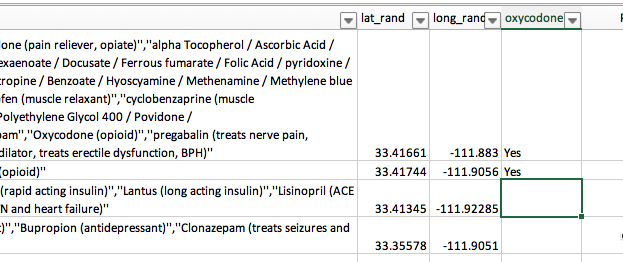 lat_rand long_rand oxycodone
one (pain reliever, opiate)","alpha Tocopherol / Ascorbic Acid /
exaenoate / Docusate / Ferrous fumarate / Folic Acid / pyridoxine /
tropine / Benzoate / Hyoscyamine / Methenamine / Methylene blue
fen (muscle relaxant)","cyclobenzaprine (muscle
Polyethylene Glycol 400 / Povidone /
pam","Oxycodone (opioid)","pregabalin (treats nerve pain,
dilator, treats erectile dysfunction, BPH)" 33.41661 -111.883 Yes
(opioid)" 33.41744 -111.9056 Yes
(rapid acting insulin)","Lantus (long acting insulin)","Lisinopril (ACE
N and heart failure)" 33.41345 -111.92285
)","Bupropion (antidepressant)","Clonazepam (treats seizures and
33.35578 -111.9051